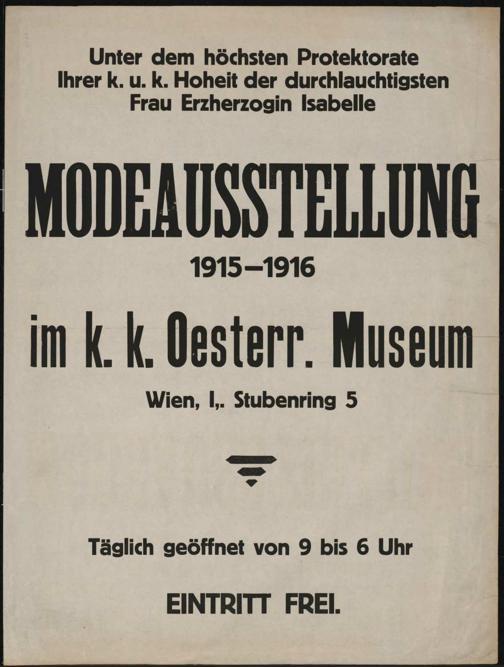 Unter dem höchsten Protektorate
Ihrer k. u. k. Hoheit der durchlauchtigsten
Frau Erzherzogin Isabelle
MODEAUSSTELLUNG
1915–1916
im k. k. Oesterr. Museum
Wien, I,. Stubenring 5
Täglich geöffnet von 9 bis 6 Uhr
EINTRITT FREI.